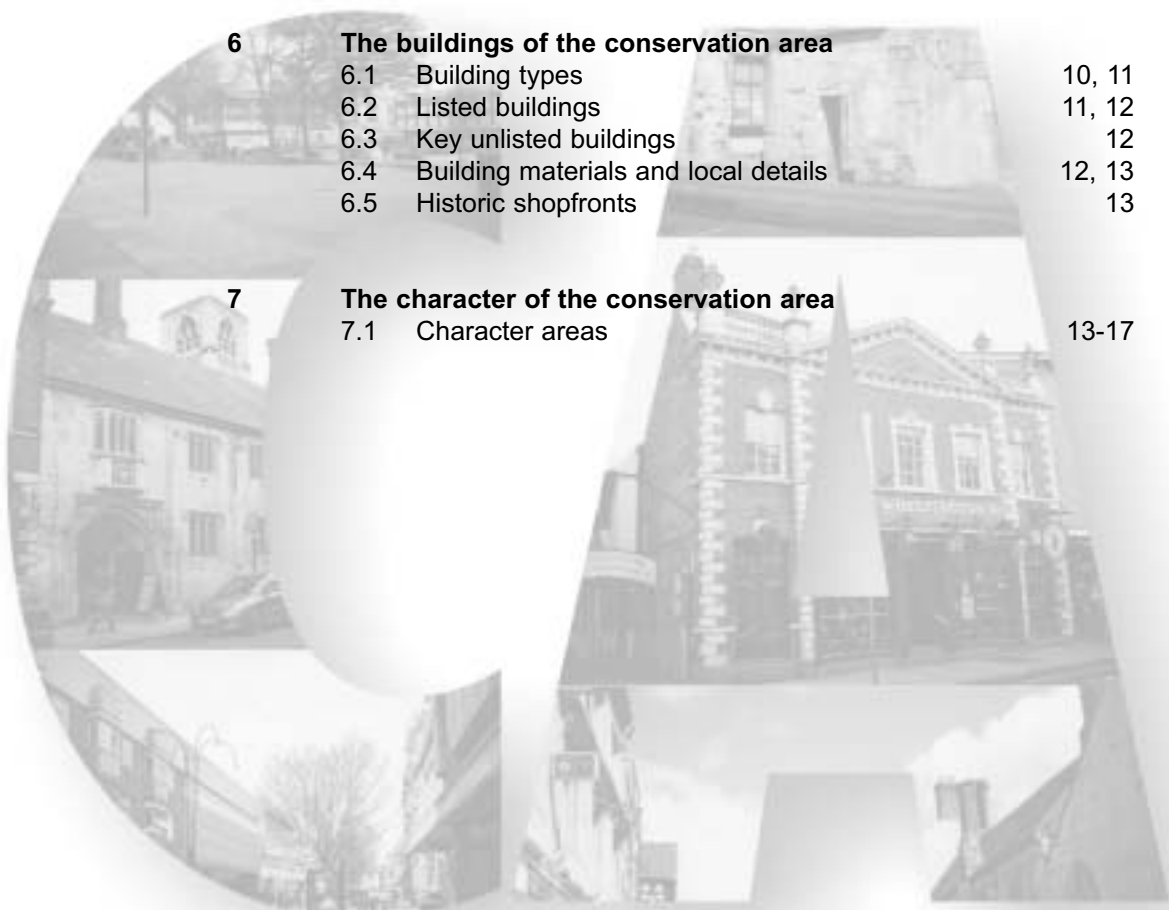 6 The buildings of the conservation area
6.1 Building types 10, 11
6.2 Listed buildings 11, 12
6.3 Key unlisted buildings 12
6.4 Building materials and local details 12, 13
6.5 Historic shopfronts 13
7 The character of the conservation area
7.1 Character areas 13-17